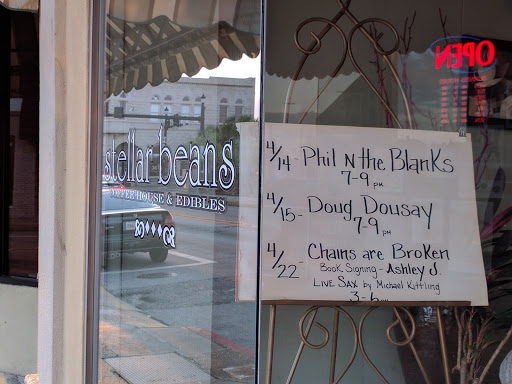 stellar beans
COFFEE HOUSE & EDIBLES
OPEN
4/14- Phil N the Blanks
7-9 pm
4/15- Doug Dousay
7-9 pm
4/22- Chains are Broken
Book Signing - Ashley J.
Live Sax by Michael Kittling
3-6